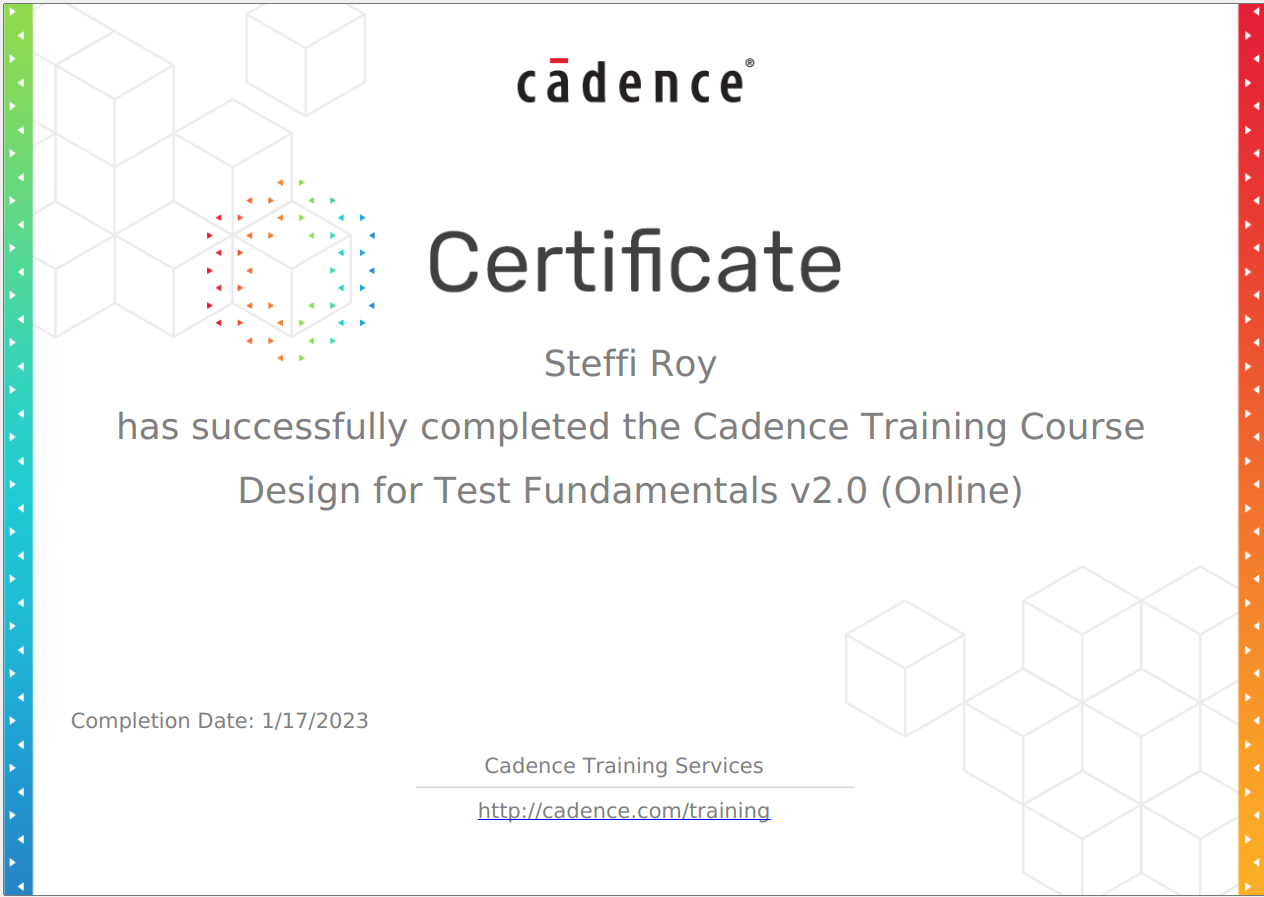 cādence®
Certificate
Steffi Roy
has successfully completed the Cadence Training Course
Design for Test Fundamentals v2.0 (Online)
Completion Date: 1/17/2023
Cadence Training Services
http://cadence.com/training